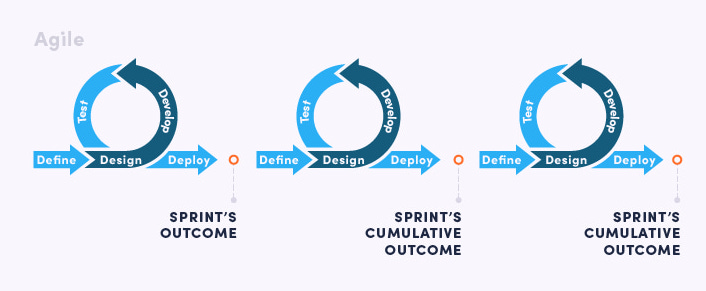 Agile
Test
Develop
Define
Design
Deploy
SPRINT'S
OUTCOME
Test
Develop
Define
Design
Deploy
SPRINT'S
CUMULATIVE
OUTCOME
Test
Develop
Define
Design
Deploy
SPRINT'S
CUMULATIVE
OUTCOME